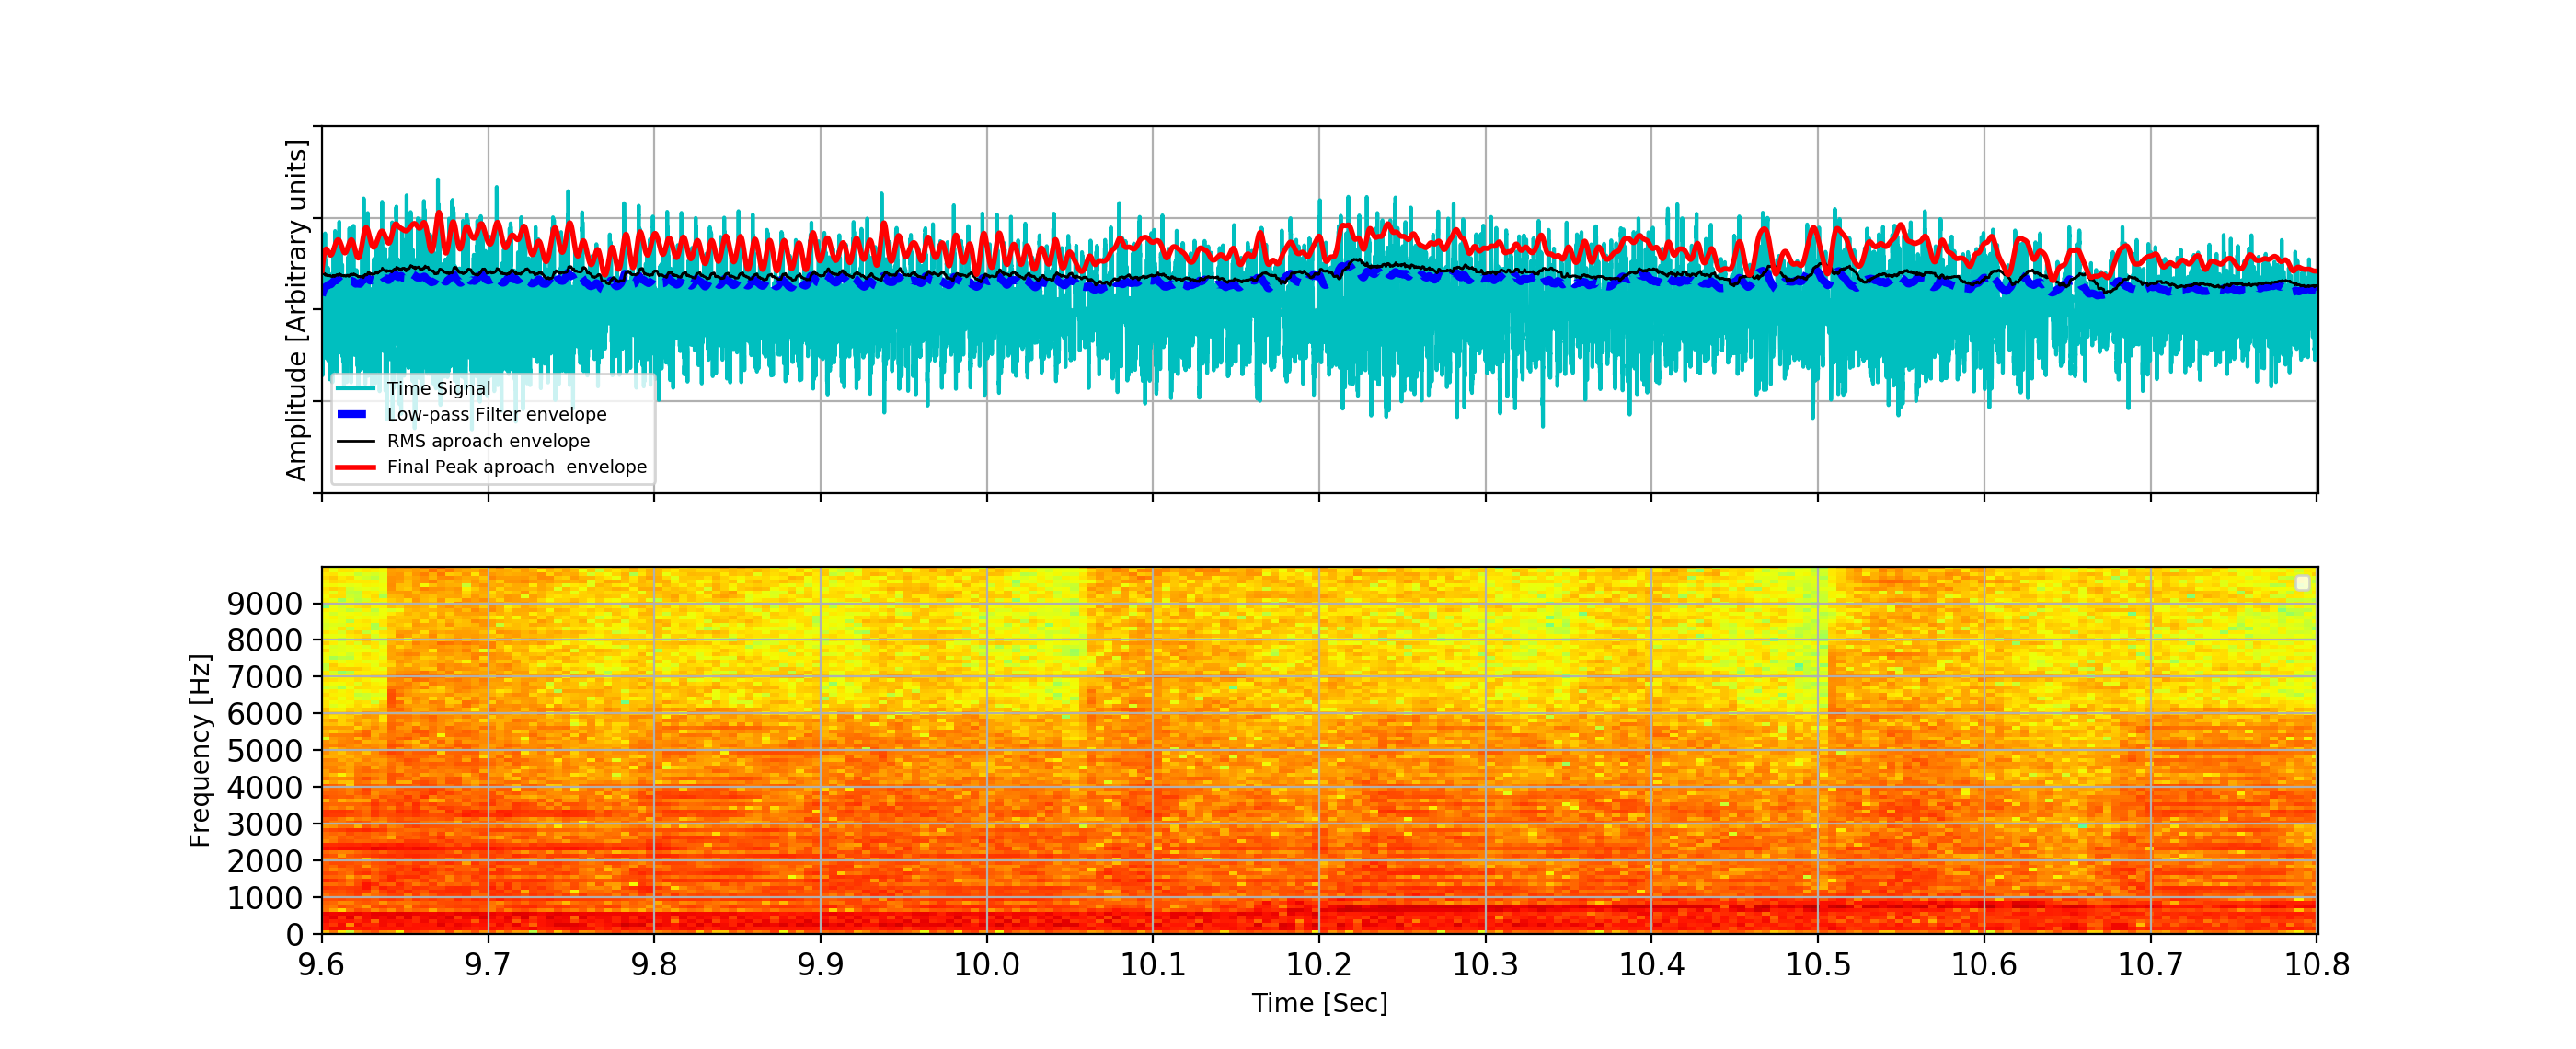 Amplitude [Arbitrary units]
Time Signal
Low-pass Filter envelope
RMS aproach envelope
Final Peak aproach  envelope
Frequency [Hz]
9000
8000
7000
6000
5000
4000
3000
2000
1000
0
9.6 9.7 9.8 9.9 10.0 10.1 10.2 10.3 10.4 10.5 10.6 10.7 10.8
Time [Sec]